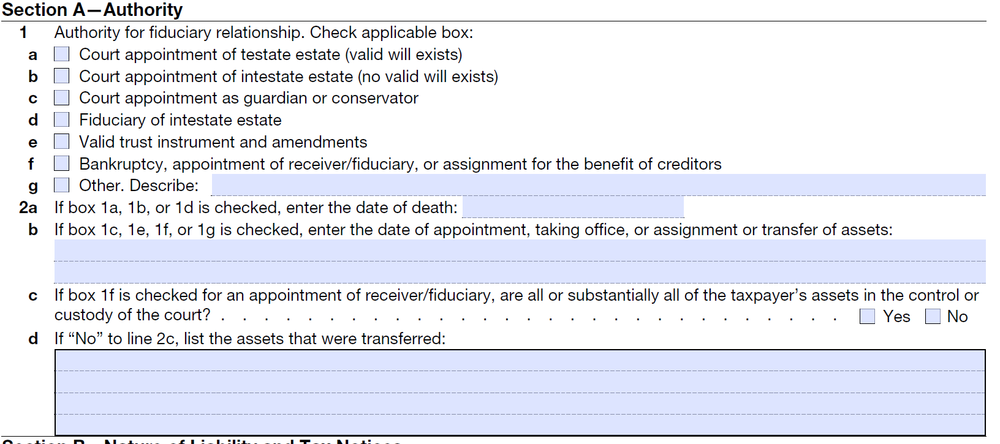 Section A—Authority
1 Authority for fiduciary relationship. Check applicable box:
a Court appointment of testate estate (valid will exists)
b Court appointment of intestate estate (no valid will exists)
c Court appointment as guardian or conservator
d Fiduciary of intestate estate
e Valid trust instrument and amendments
f Bankruptcy, appointment of receiver/fiduciary, or assignment for the benefit of creditors
g Other. Describe:
2a If box 1a, 1b, or 1d is checked, enter the date of death:
b If box 1c, 1e, 1f, or 1g is checked, enter the date of appointment, taking office, or assignment or transfer of assets:
c If box 1f is checked for an appointment of receiver/fiduciary, are all or substantially all of the taxpayer’s assets in the control or
custody of the court? . . . . . . . . . . . . . . . . . . . . . . . . . . . . . Yes No
d If “No” to line 2c, list the assets that were transferred:
Section B—Nature of Liability and Tax Notices